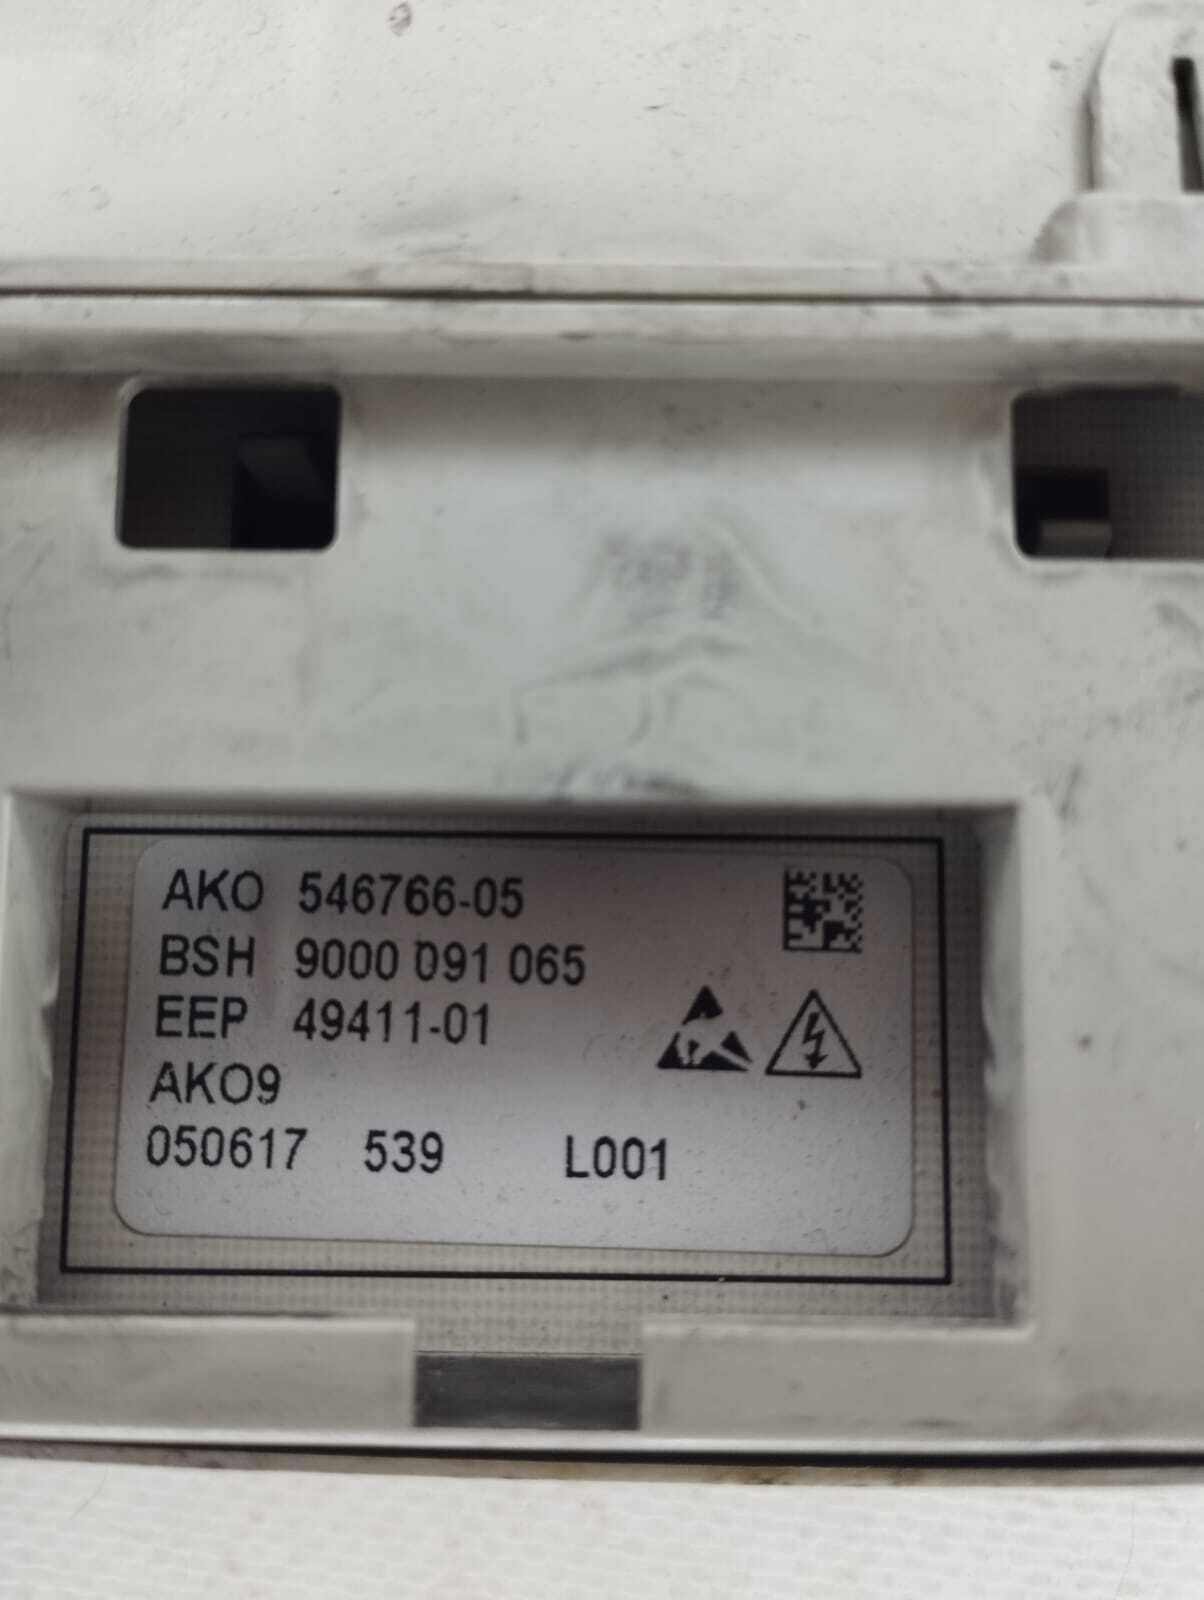 AKO 546766-05
BSH 9000 091 065
EEP 49411-01
AKO9
050617 539 L001